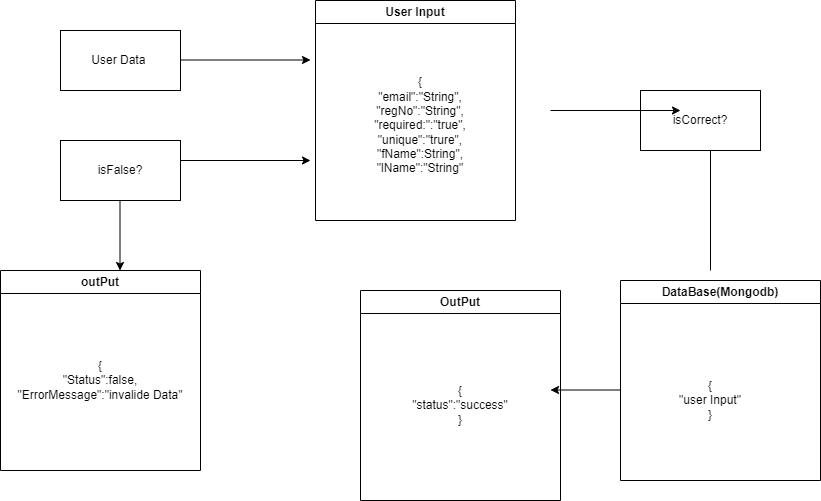 User Input
User Data
{
"email":"String",
"regNo":"String",
"required:":"true",
"unique":"trure",
"fName":String",
"lName":"String"
isCorrect?
isFalse?
outPut
{
"Status":false,
"ErrorMessage":"invalide Data"
OutPut
{
"status":"success"
}
DataBase(Mongodb)
{
"user Input"
}